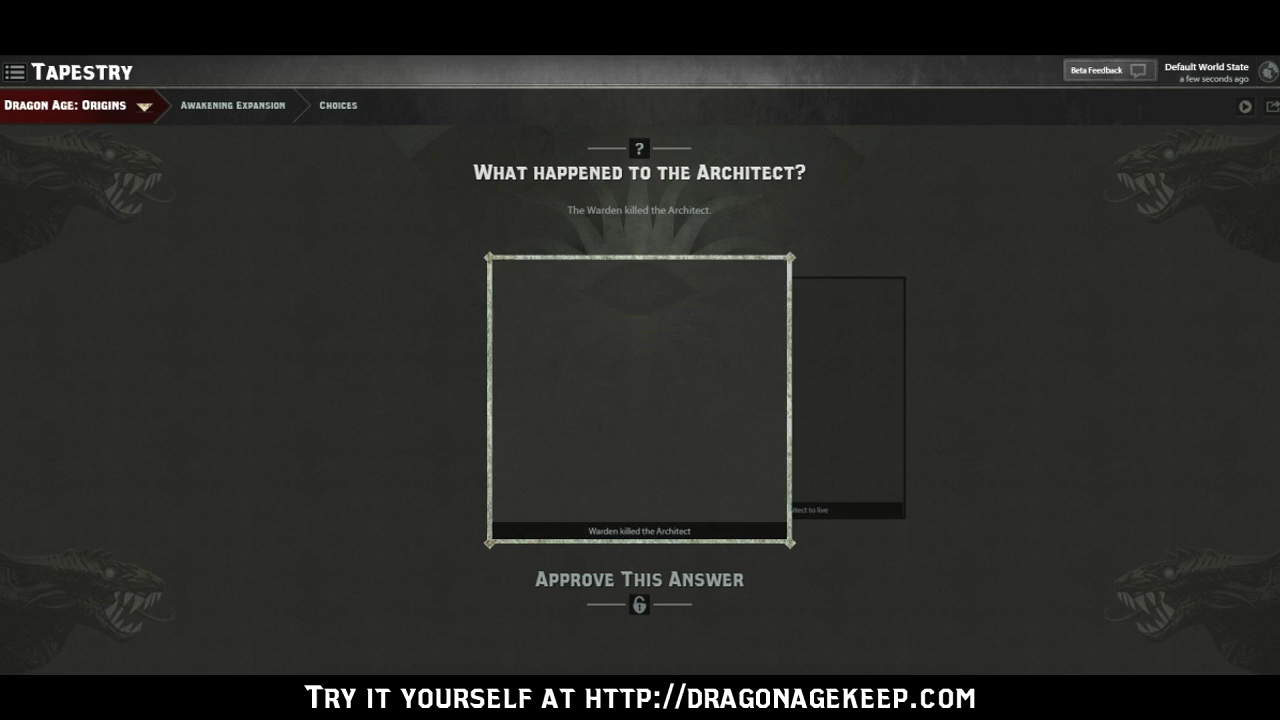 Tapestry
Beta Feedback
Default World State
a few seconds ago
Dragon Age: Origins
Awakening Expansion
Choices
?
What happened to the Architect?
The Warden killed the Architect.
to live
Warden killed the Architect
Approve This Answer
Try it yourself at http://dragonagekeep.com